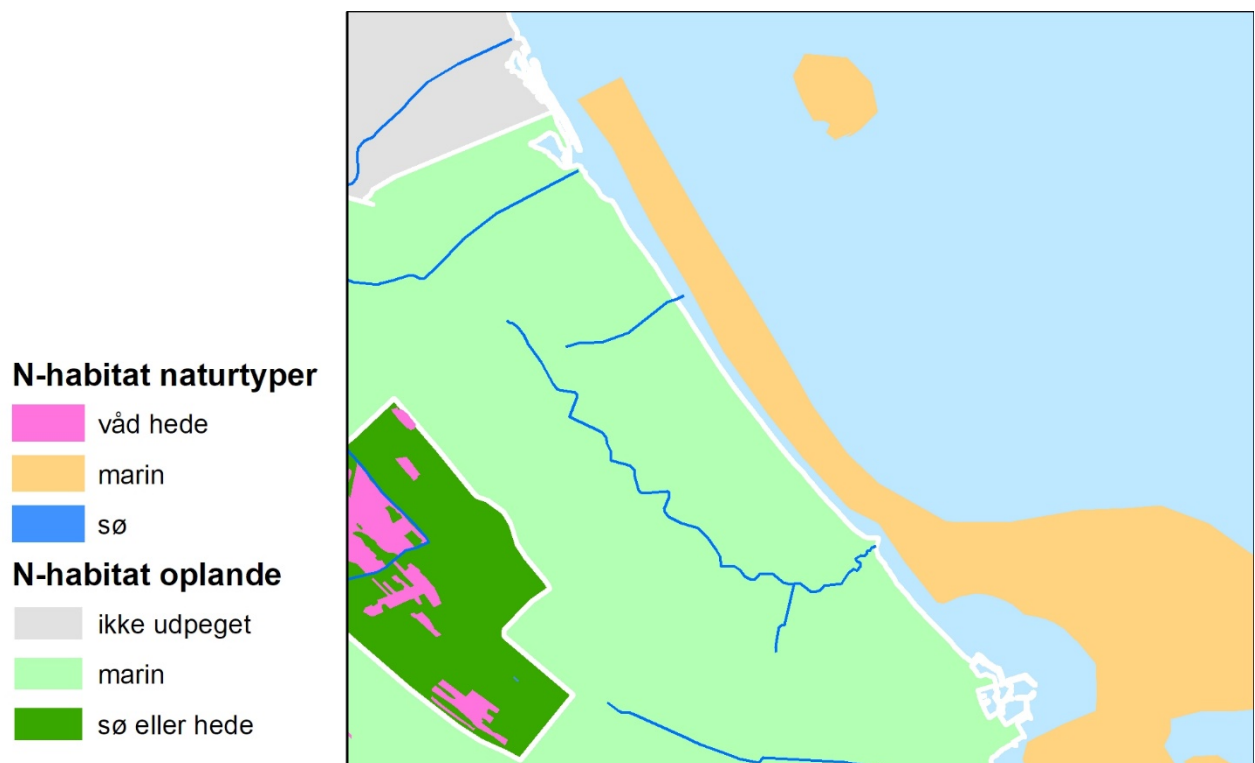 N-habitat naturtyper
våd hede
marin
sø
N-habitat oplande
ikke udpeget
marin
sø eller hede